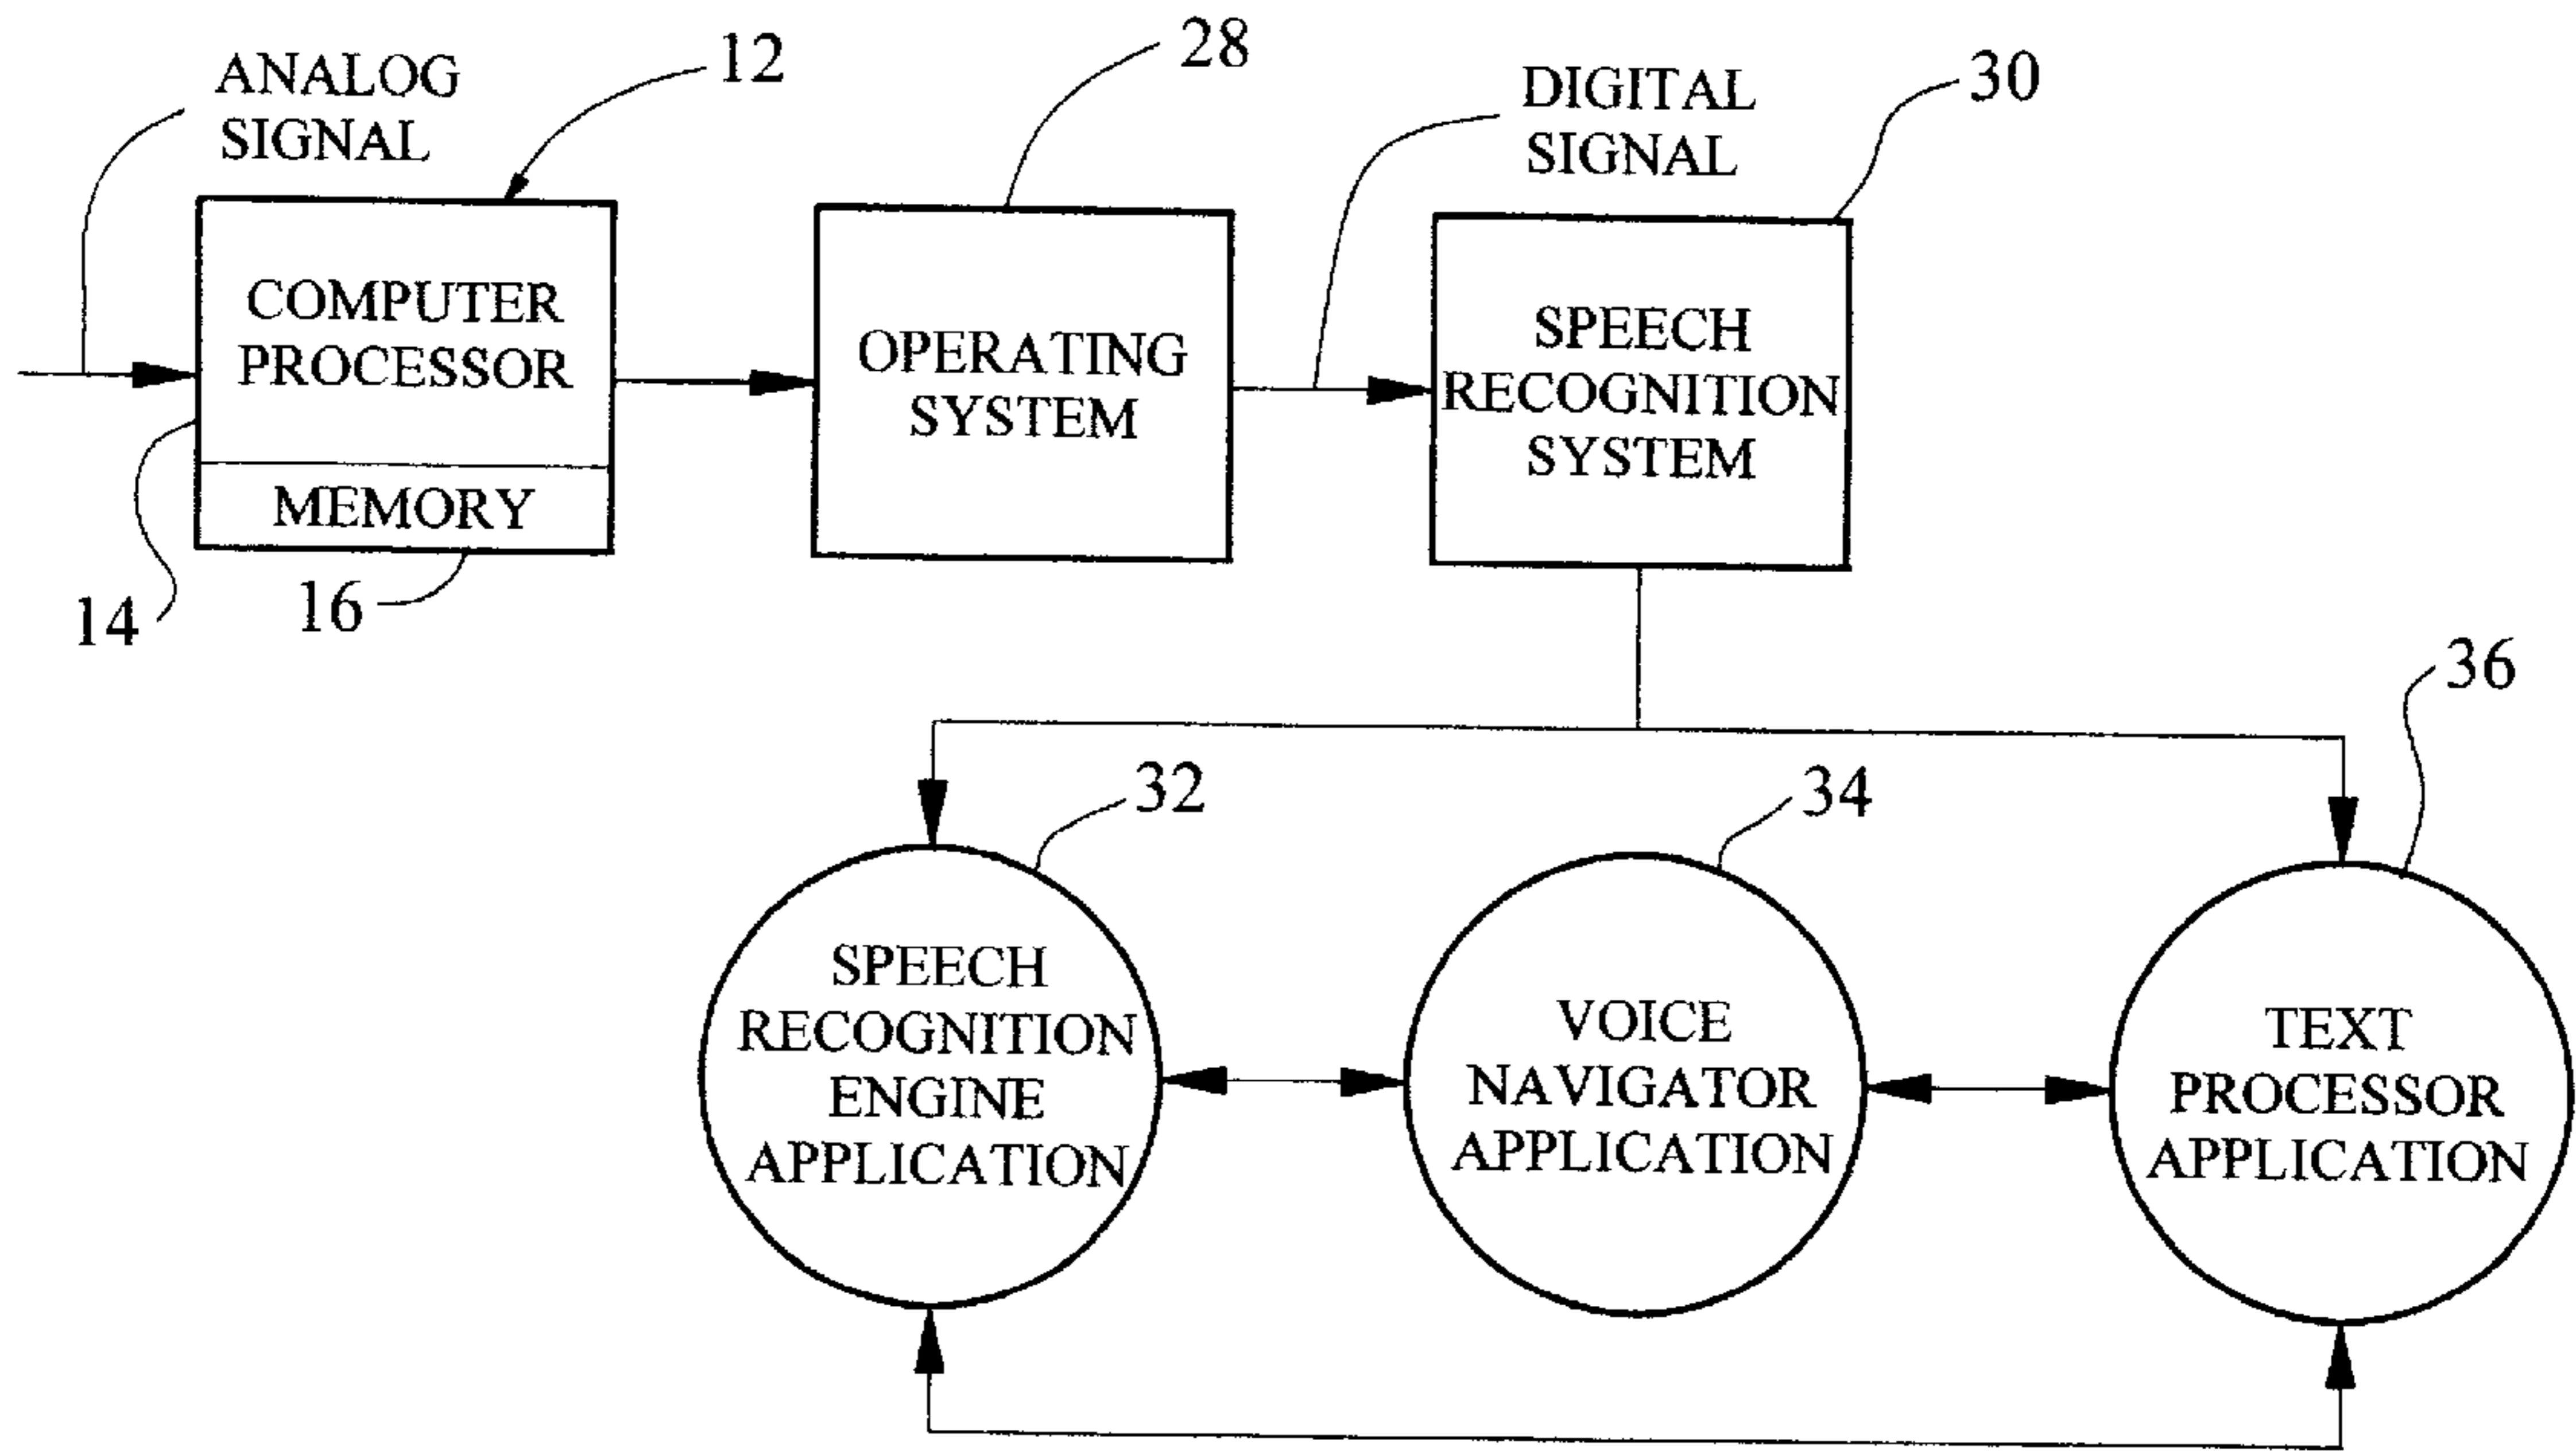 ANALOG
SIGNAL
12
28
DIGITAL
SIGNAL
30
COMPUTER
PROCESSOR
MEMORY
14
16
OPERATING
SYSTEM
SPEECH
RECOGNITION
SYSTEM
32
34
36
SPEECH
RECOGNITION
ENGINE
APPLICATION
VOICE
NAVIGATOR
APPLICATION
TEXT
PROCESSOR
APPLICATION